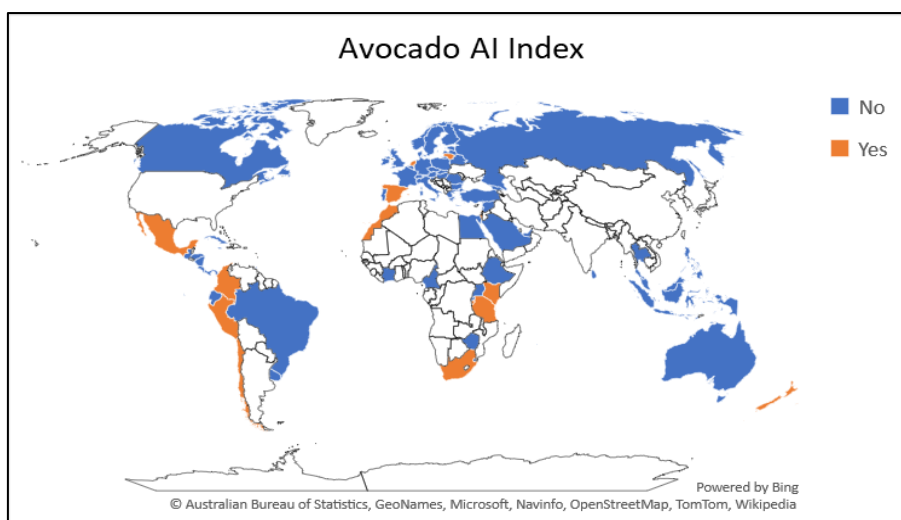 Avocado AI Index
No
Yes
Powered by Bing
© Australian Bureau of Statistics, GeoNames, Microsoft, Navinfo, OpenStreetMap, TomTom, Wikipedia